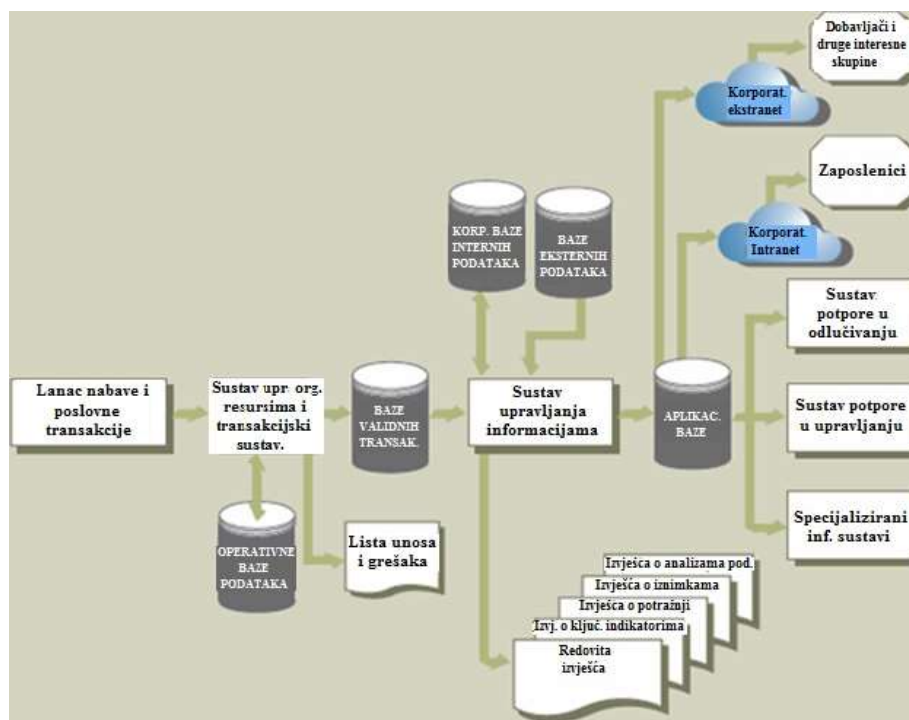 Dobavljači i
druge interesne
skupine
Korporat.
ekstranet
Zaposlenici
Korporat.
Intranet
KORP. BAZE
INTERNIH
PODATAKA
BAZE
EKSTERNIH
PODATAKA
Sustav
potpore u
odlučivanju
Lanac nabave i
poslovne
transakcije
Sustav upr. org.
resursima i
transakcijski
sustav.
BAZE
VALIDNIH
TRANSAK.
Sustav
upravljanja
informacijama
APLIKAC.
BAZE
Sustav potpore
u upravljanju
OPERATIVNE
BAZE
PODATAKA
Lista unosa
i grešaka
Specijalizirani
inf. sustavi
Izvješća o analizama pod.
Izvješća o iznimkama
Izvješća o potražnji
Izvj. o ključ. indikatorima
Redovita
izvješća